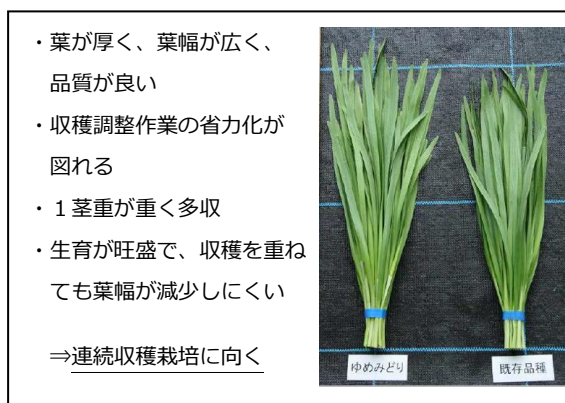 ・葉が厚く、葉幅が広く、
品質が良い
・収穫調整作業の省力化が
図れる
・１茎重が重く多収
・生育が旺盛で、収穫を重ね
ても葉幅が減少しにくい
⇒連続収穫栽培に向く
ゆめみどり
既存品種